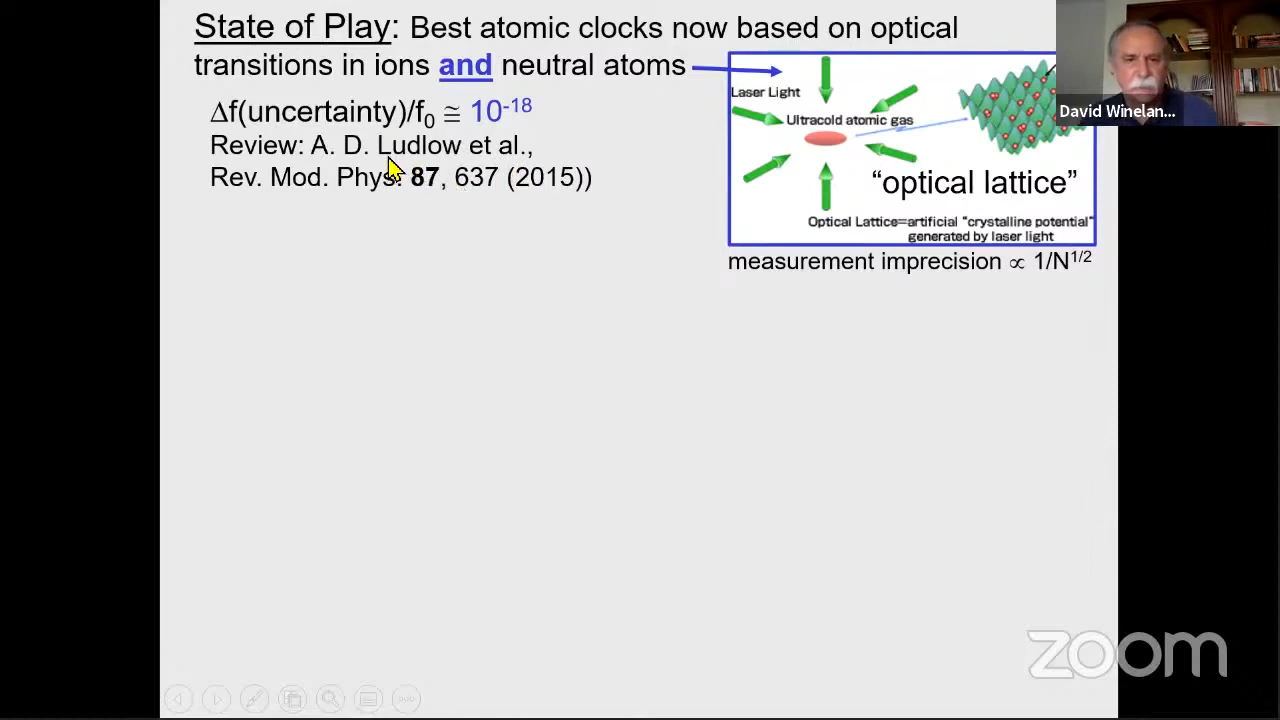 State of Play: Best atomic clocks now based on optical
transitions in ions and neutral atoms
Δf(uncertainty)/f₀ ≅ 10⁻¹⁸
Review: A. D. Ludlow et al.,
Rev. Mod. Phys. 87, 637 (2015))
Laser Light
Ultracold atomic gas
“optical lattice”
Optical Lattice=artificial “crystalline potential”
generated by laser light
measurement imprecision ∝ 1/N¹/²
David Winelan...
zoom